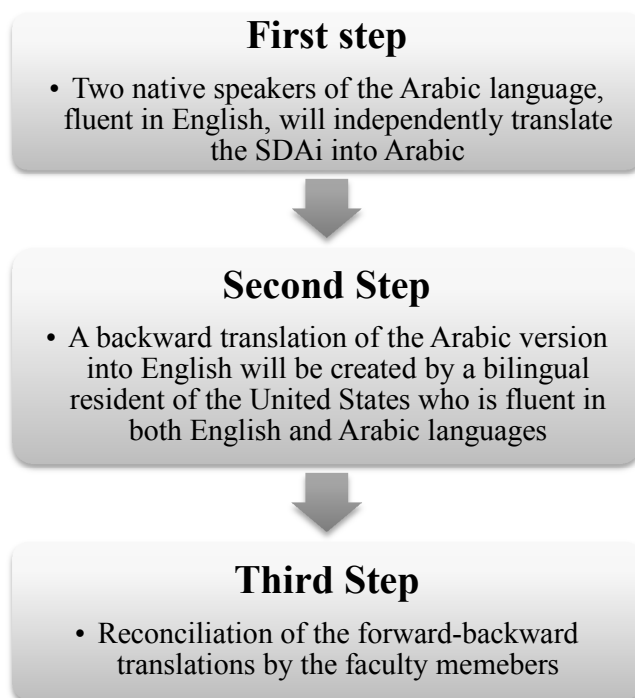 First step
• Two native speakers of the Arabic language,
fluent in English, will independently translate
the SDAi into Arabic
Second Step
• A backward translation of the Arabic version
into English will be created by a bilingual
resident of the United States who is fluent in
both English and Arabic languages
Third Step
• Reconciliation of the forward-backward
translations by the faculty memebers